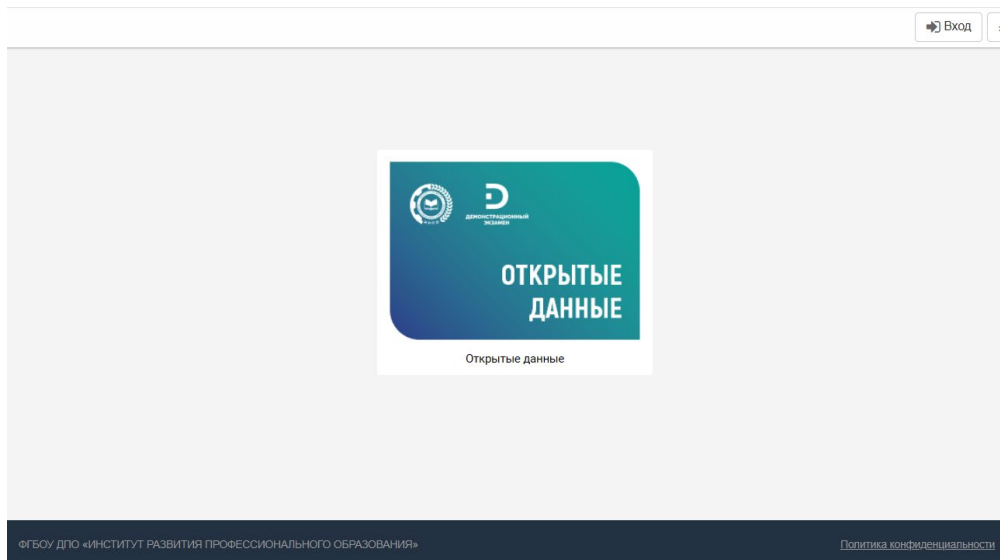 Вход
ДЕМОНСТРАЦИОННЫЙ
ЭКЗАМЕН
ОТКРЫТЫЕ
ДАННЫЕ
Открытые данные
ФГБОУ ДПО «ИНСТИТУТ РАЗВИТИЯ ПРОФЕССИОНАЛЬНОГО ОБРАЗОВАНИЯ»
Политика конфиденциальности